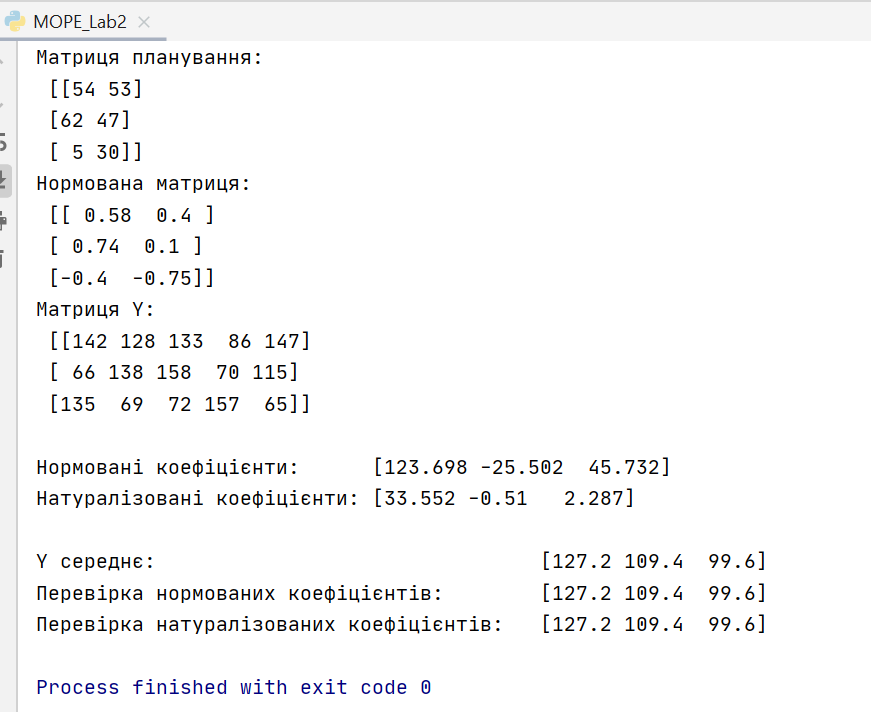 MOPE_Lab2
Матриця планування:
[[54 53]
[62 47]
[ 5 30]]
Нормована матриця:
[[ 0.58  0.4 ]
[ 0.74  0.1 ]
[-0.4  -0.75]]
Матриця Y:
[[142 128 133  86 147]
[ 66 138 158  70 115]
[135  69  72 157  65]]
Нормовані коефіцієнти:      [123.698 -25.502  45.732]
Натуралізовані коефіцієнти: [33.552 -0.51   2.287]
Y середнє:                                [127.2 109.4  99.6]
Перевірка нормованих коефіцієнтів:        [127.2 109.4  99.6]
Перевірка натуралізованих коефіцієнтів:   [127.2 109.4  99.6]
Process finished with exit code 0